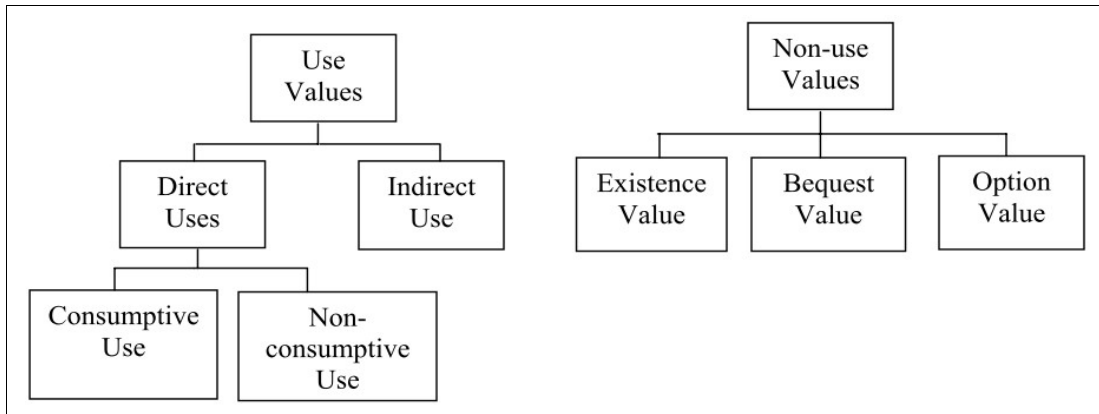 Use
Values
Non-use
Values
Direct
Uses
Indirect
Use
Existence
Value
Bequest
Value
Option
Value
Consumptive
Use
Non-
consumptive
Use